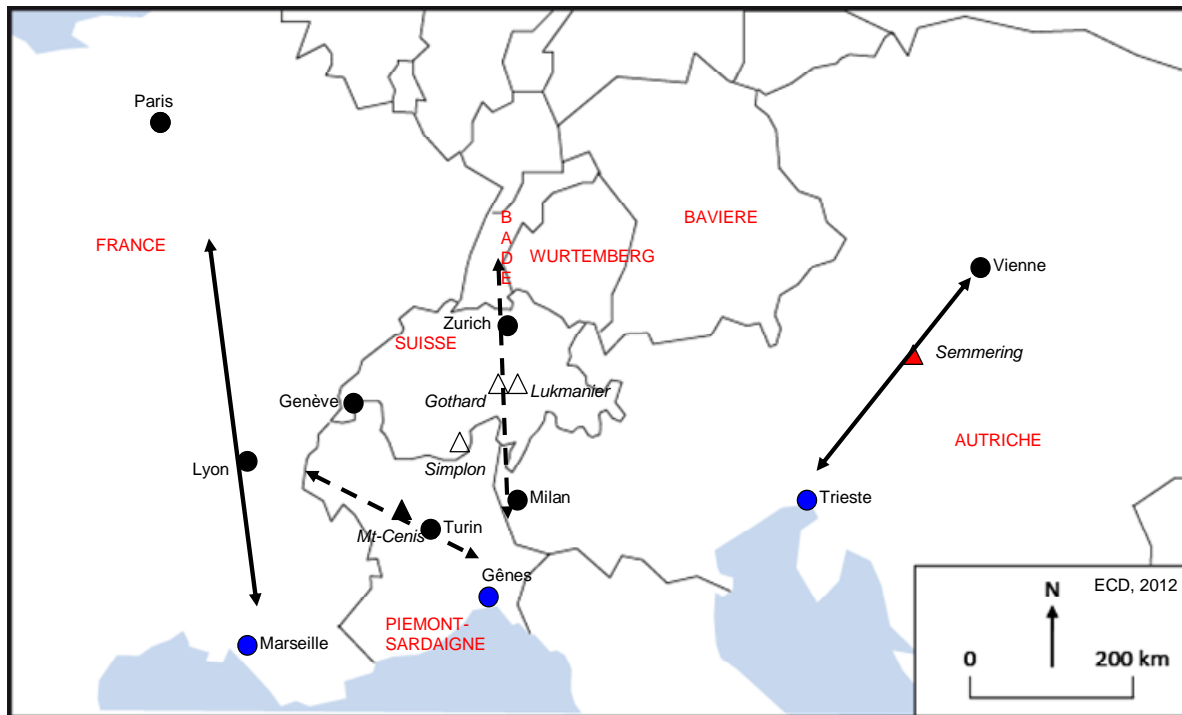 Paris
FRANCE
B
A
D
E
BAVIERE
WURTEMBERG
Vienne
Zurich
SUISSE
Semmering
Gothard
Lukmanier
Genève
AUTRICHE
Simplon
Lyon
Milan
Trieste
Turin
Mt-Cenis
Gênes
ECD, 2012
N
PIEMONT-
SARDAIGNE
Marseille
0
200 km